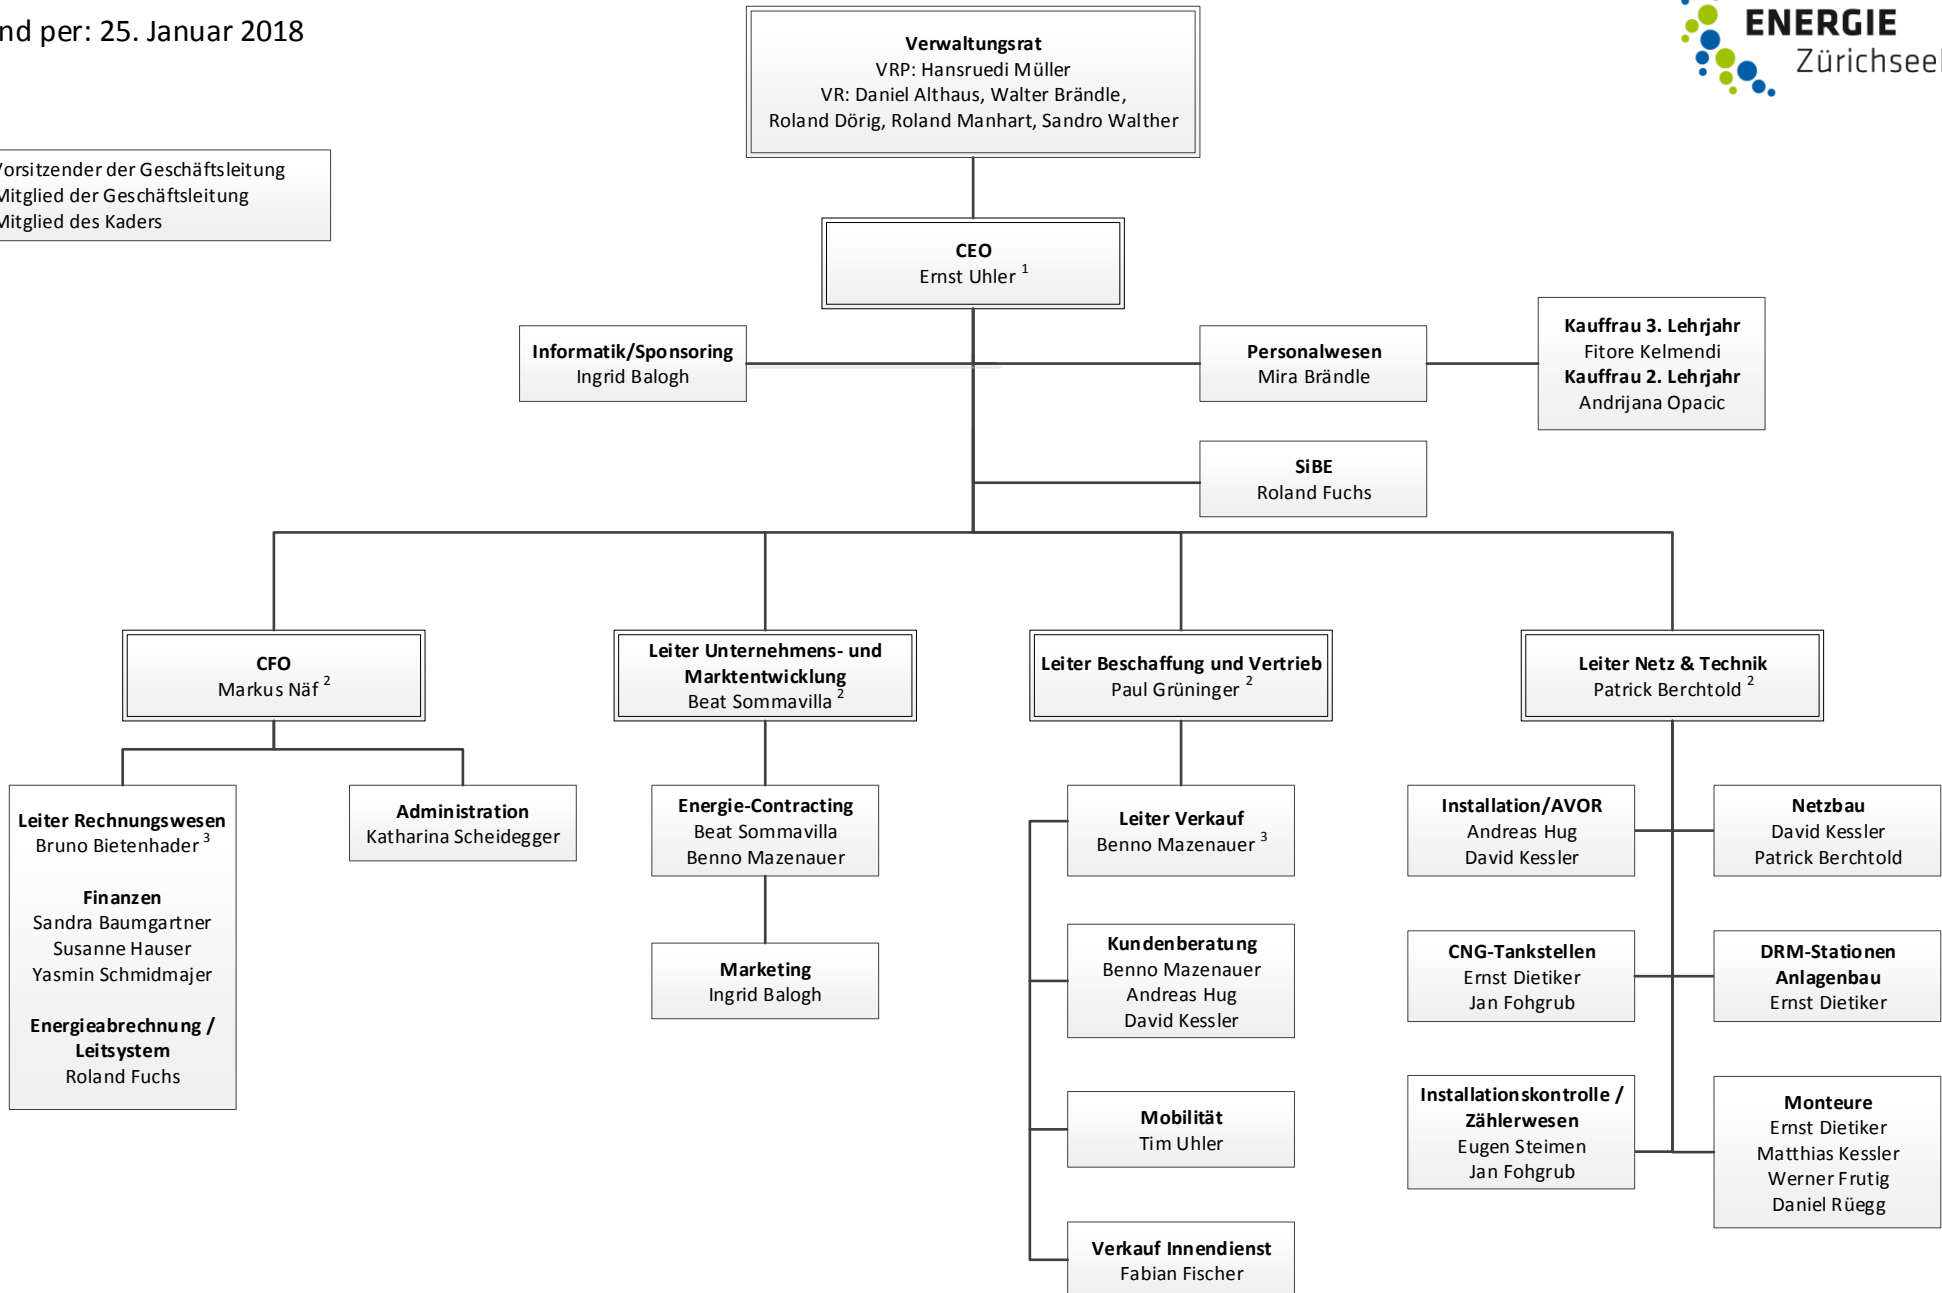 nd per: 25. Januar 2018
ENERGIE
Zürichsee
Verwaltungsrat
VRP: Hansruedi Müller
VR: Daniel Althaus, Walter Brändle,
Roland Dörig, Roland Manhart, Sandro Walther
Vorsitzender der Geschäftsleitung
Mitglied der Geschäftsleitung
Mitglied des Kaders
CEO
Ernst Uhler 1
Informatik/Sponsoring
Ingrid Balogh
Personalwesen
Mira Brändle
Kauffrau 3. Lehrjahr
Fitore Kelmendi
Kauffrau 2. Lehrjahr
Andrijana Opacic
SiBE
Roland Fuchs
CFO
Markus Näf 2
Leiter Unternehmens- und
Marktentwicklung
Beat Sommavilla 2
Leiter Beschaffung und Vertrieb
Paul Grüninger 2
Leiter Netz & Technik
Patrick Berchtold 2
Leiter Rechnungswesen
Bruno Bietenhader 3
Finanzen
Sandra Baumgartner
Susanne Hauser
Yasmin Schmidmajer
Energieabrechnung /
Leitsystem
Roland Fuchs
Administration
Katharina Scheidegger
Energie-Contracting
Beat Sommavilla
Benno Mazenauer
Marketing
Ingrid Balogh
Leiter Verkauf
Benno Mazenauer 3
Kundenberatung
Benno Mazenauer
Andreas Hug
David Kessler
Mobilität
Tim Uhler
Verkauf Innendienst
Fabian Fischer
Installation/AVOR
Andreas Hug
David Kessler
Netzbau
David Kessler
Patrick Berchtold
CNG-Tankstellen
Ernst Dietiker
Jan Fohgrub
DRM-Stationen
Anlagenbau
Ernst Dietiker
Installationskontrolle /
Zählerwesen
Eugen Steimen
Jan Fohgrub
Monteure
Ernst Dietiker
Matthias Kessler
Werner Frutig
Daniel Rüegg